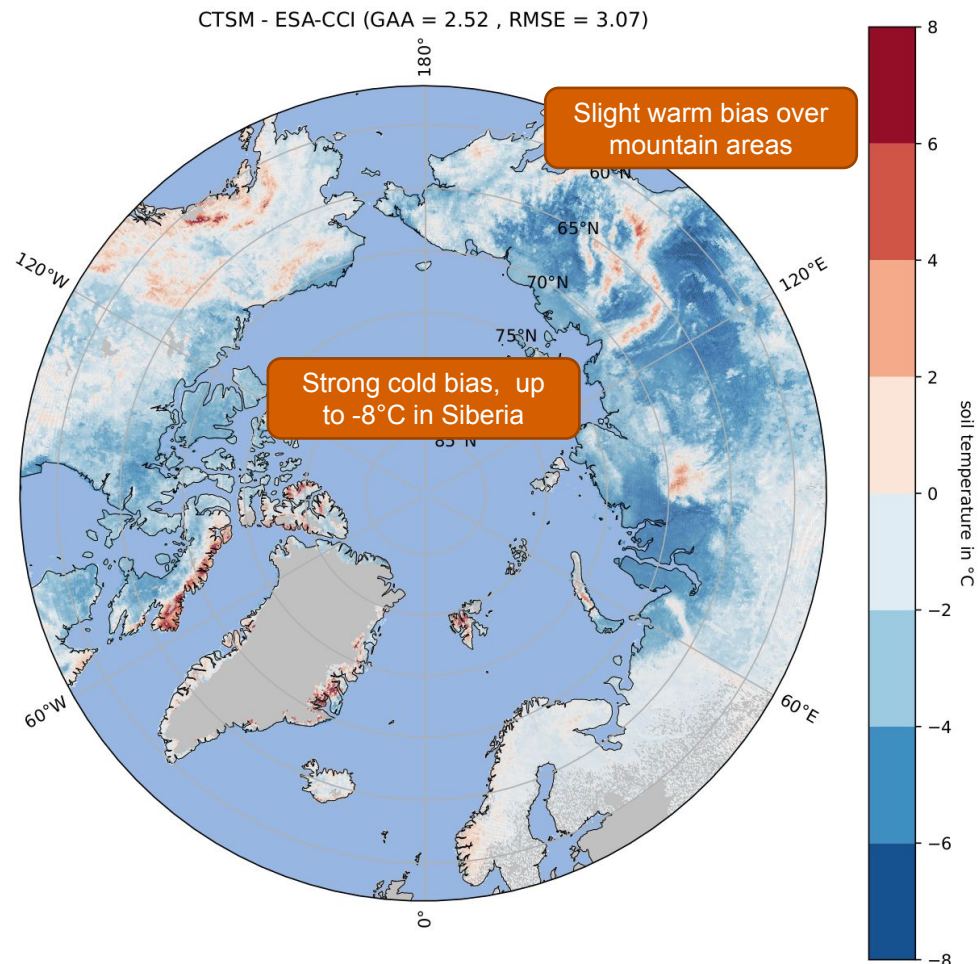 CTSM - ESA-CCI (GAA = 2.52 , RMSE = 3.07)
180°
Slight warm bias over
mountain areas
60°N
65°N
70°N
75°N
120°W
120°E
Strong cold bias,  up
to -8°C in Siberia
85°N
60°W
60°E
0°
8
6
4
2
0
−2
−4
−6
−8
soil temperature in °C